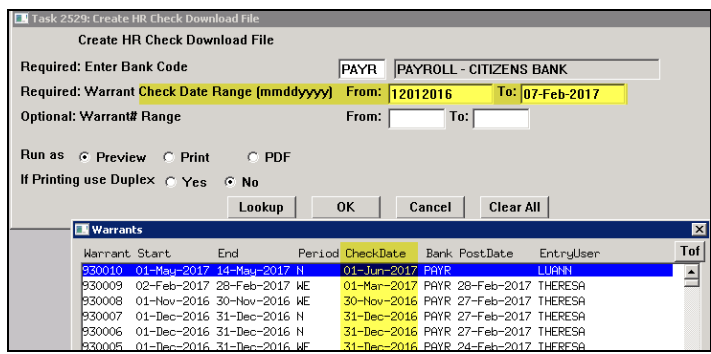 Task 2529: Create HR Check Download File
Create HR Check Download File
Required: Enter Bank Code PAYR PAYROLL - CITIZENS BANK
Required: Warrant Check Date Range (mmddyyyy) From: 12012016 To: 07-Feb-2017
Optional: Warrant# Range From: To:
Run as Preview Print PDF
If Printing use Duplex Yes No
Lookup OK Cancel Clear All
Warrants
Warrant Start End Period CheckDate Bank PostDate EntryUser Tof
930010 01-May-2017 14-May-2017 N 01-Jun-2017 PAYR LUANN
930009 02-Feb-2017 28-Feb-2017 WE 01-Mar-2017 PAYR 28-Feb-2017 THERESA
930008 01-Nov-2016 30-Nov-2016 WE 30-Nov-2016 PAYR 27-Feb-2017 THERESA
930007 01-Dec-2016 31-Dec-2016 N 31-Dec-2016 PAYR 27-Feb-2017 THERESA
930006 01-Dec-2016 31-Dec-2016 N 31-Dec-2016 PAYR 27-Feb-2017 THERESA
930005 01-Dec-2016 31-Dec-2016 WE 31-Dec-2016 PAYR 24-Feb-2017 THERESA